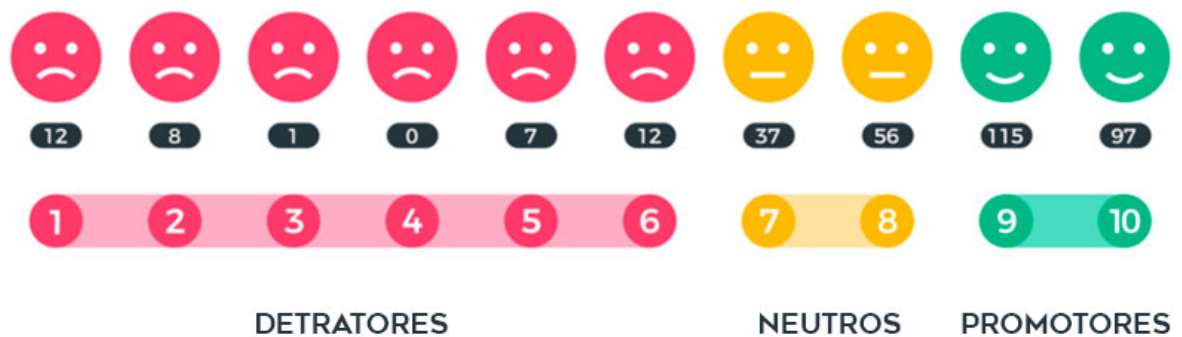 12 8 1 0 7 12 37 56 115 97
1 2 3 4 5 6 7 8 9 10
DETRATORES NEUTROS PROMOTORES